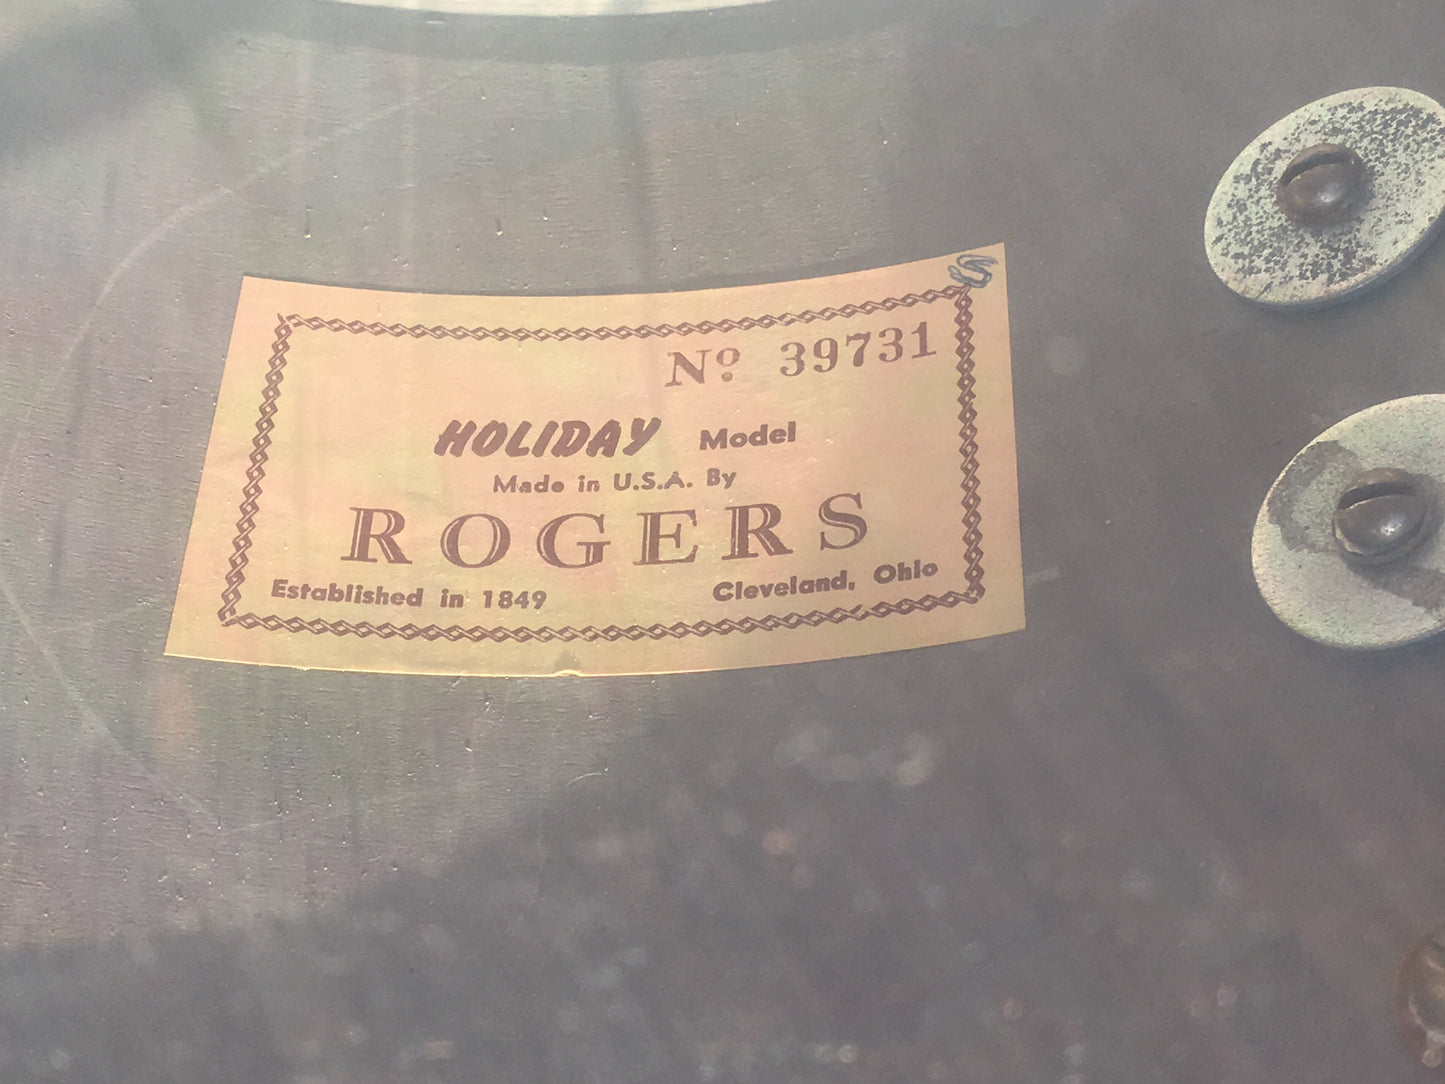 Nº 39731
HOLIDAY Model
Made in U.S.A. By
ROGERS
Established in 1849 Cleveland, Ohio